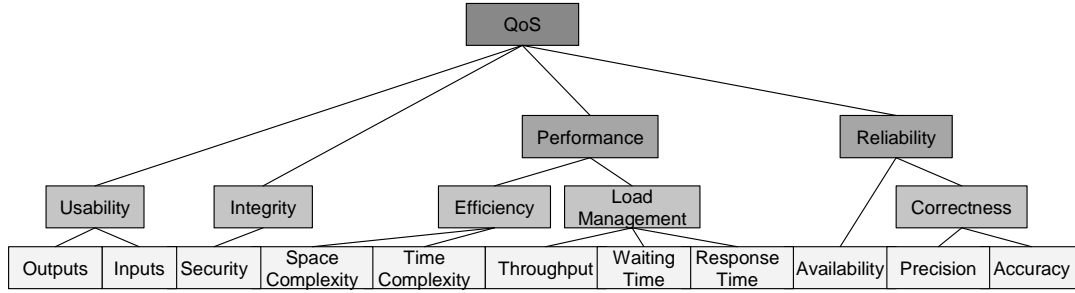 QoS
Performance
Reliability
Usability
Integrity
Efficiency
Load
Management
Correctness
Outputs
Inputs
Security
Space
Complexity
Time
Complexity
Throughput
Waiting
Time
Response
Time
Availability
Precision
Accuracy